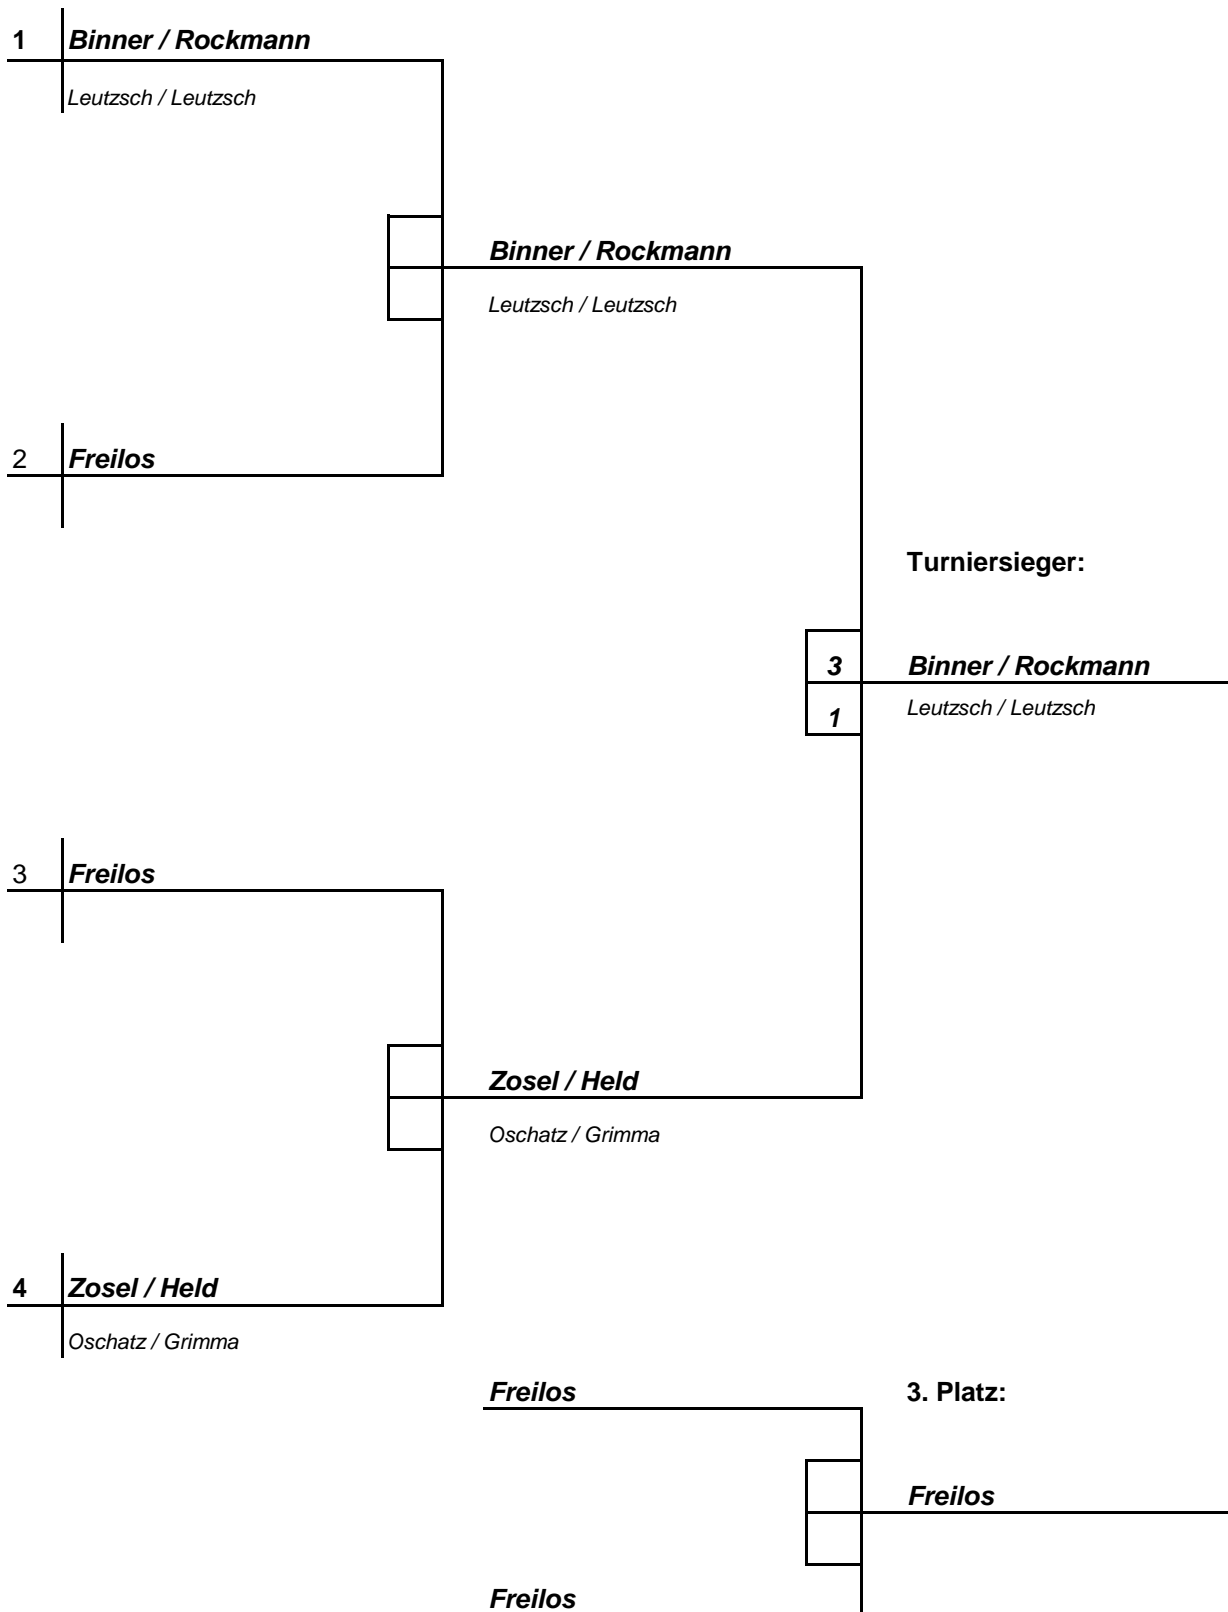 1 Binner / Rockmann
Leutzsch / Leutzsch
Binner / Rockmann
Leutzsch / Leutzsch
2 Freilos
Turniersieger:
3 Binner / Rockmann
1 Leutzsch / Leutzsch
3 Freilos
Zosel / Held
Oschatz / Grimma
4 Zosel / Held
Oschatz / Grimma
Freilos 3. Platz:
Freilos
Freilos